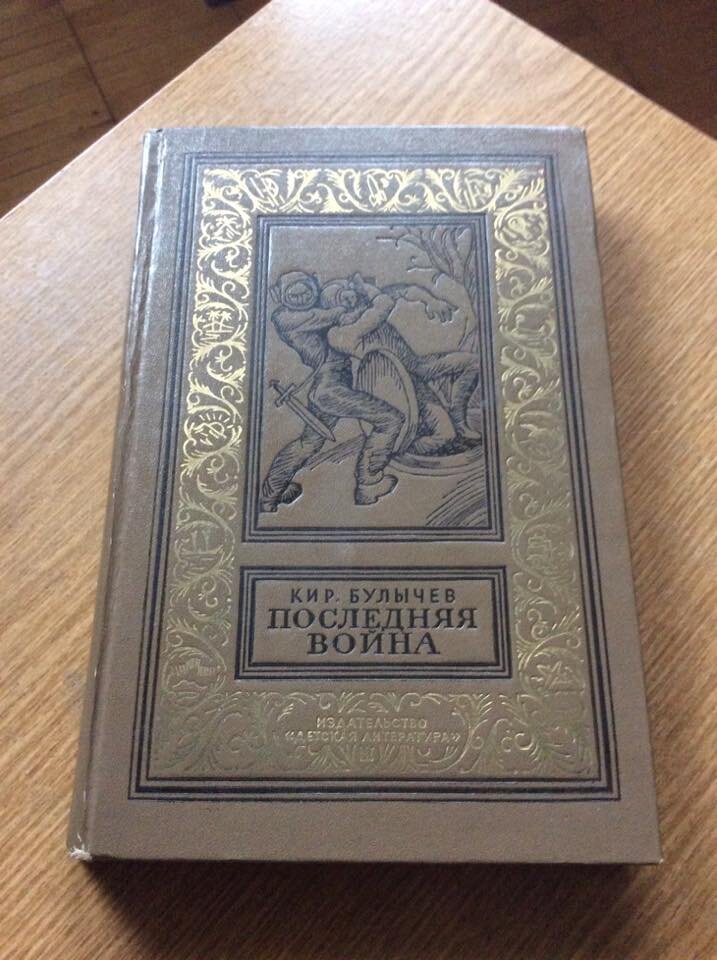 КИР. БУЛЫЧЕВ
ПОСЛЕДНЯЯ
ВОЙНА
ИЗДАТЕЛЬСТВО
«ДЕТСКАЯ ЛИТЕРАТУРА»